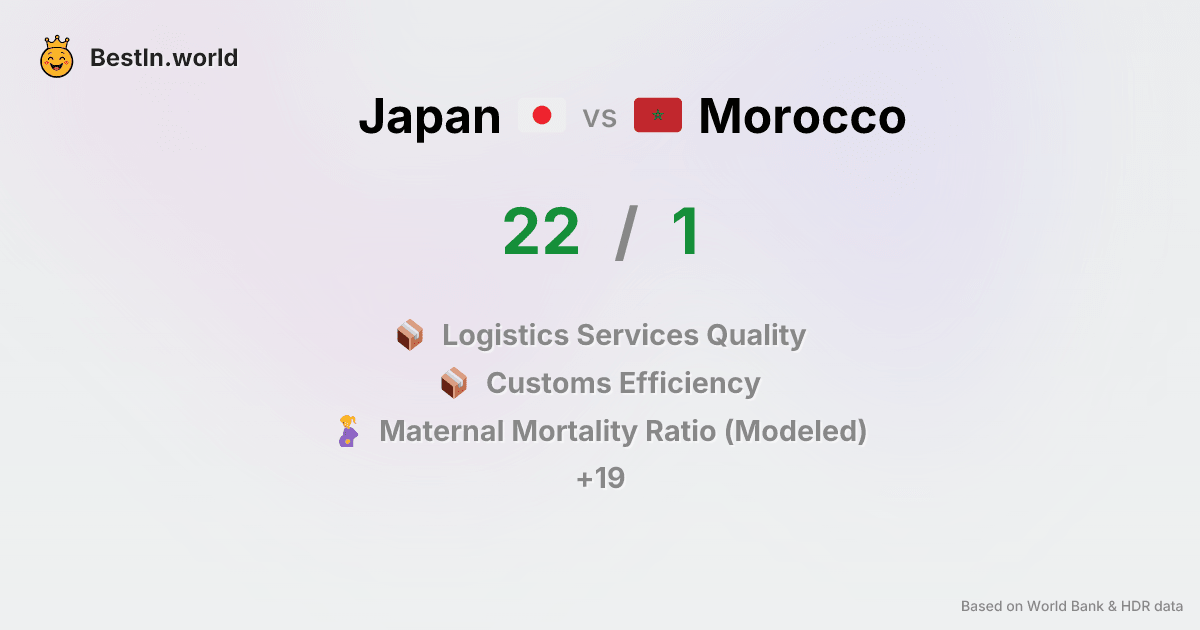 BestIn.world
Japan vs Morocco
22 / 1
Logistics Services Quality
Customs Efficiency
Maternal Mortality Ratio (Modeled)
+19
Based on World Bank & HDR data